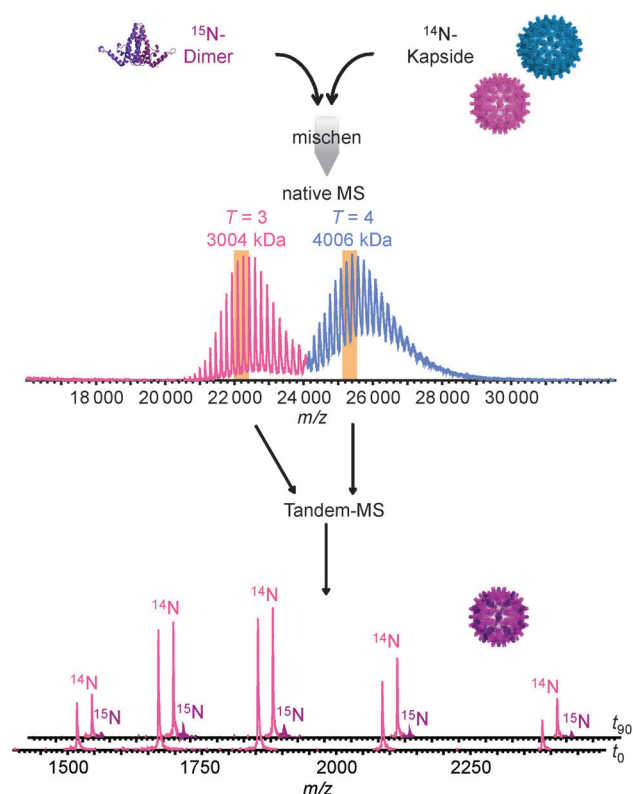 ¹⁵N-
Dimer
¹⁴N-
Kapside
mischen
native MS
T = 3
3004 kDa
T = 4
4006 kDa
18 000 20 000 22 000 24 000 26 000 28 000 30 000
m/z
Tandem-MS
¹⁴N ¹⁵N ¹⁴N ¹⁵N ¹⁴N ¹⁵N ¹⁴N ¹⁵N ¹⁴N ¹⁵N
t₉₀
t₀
1500 1750 2000 2250
m/z